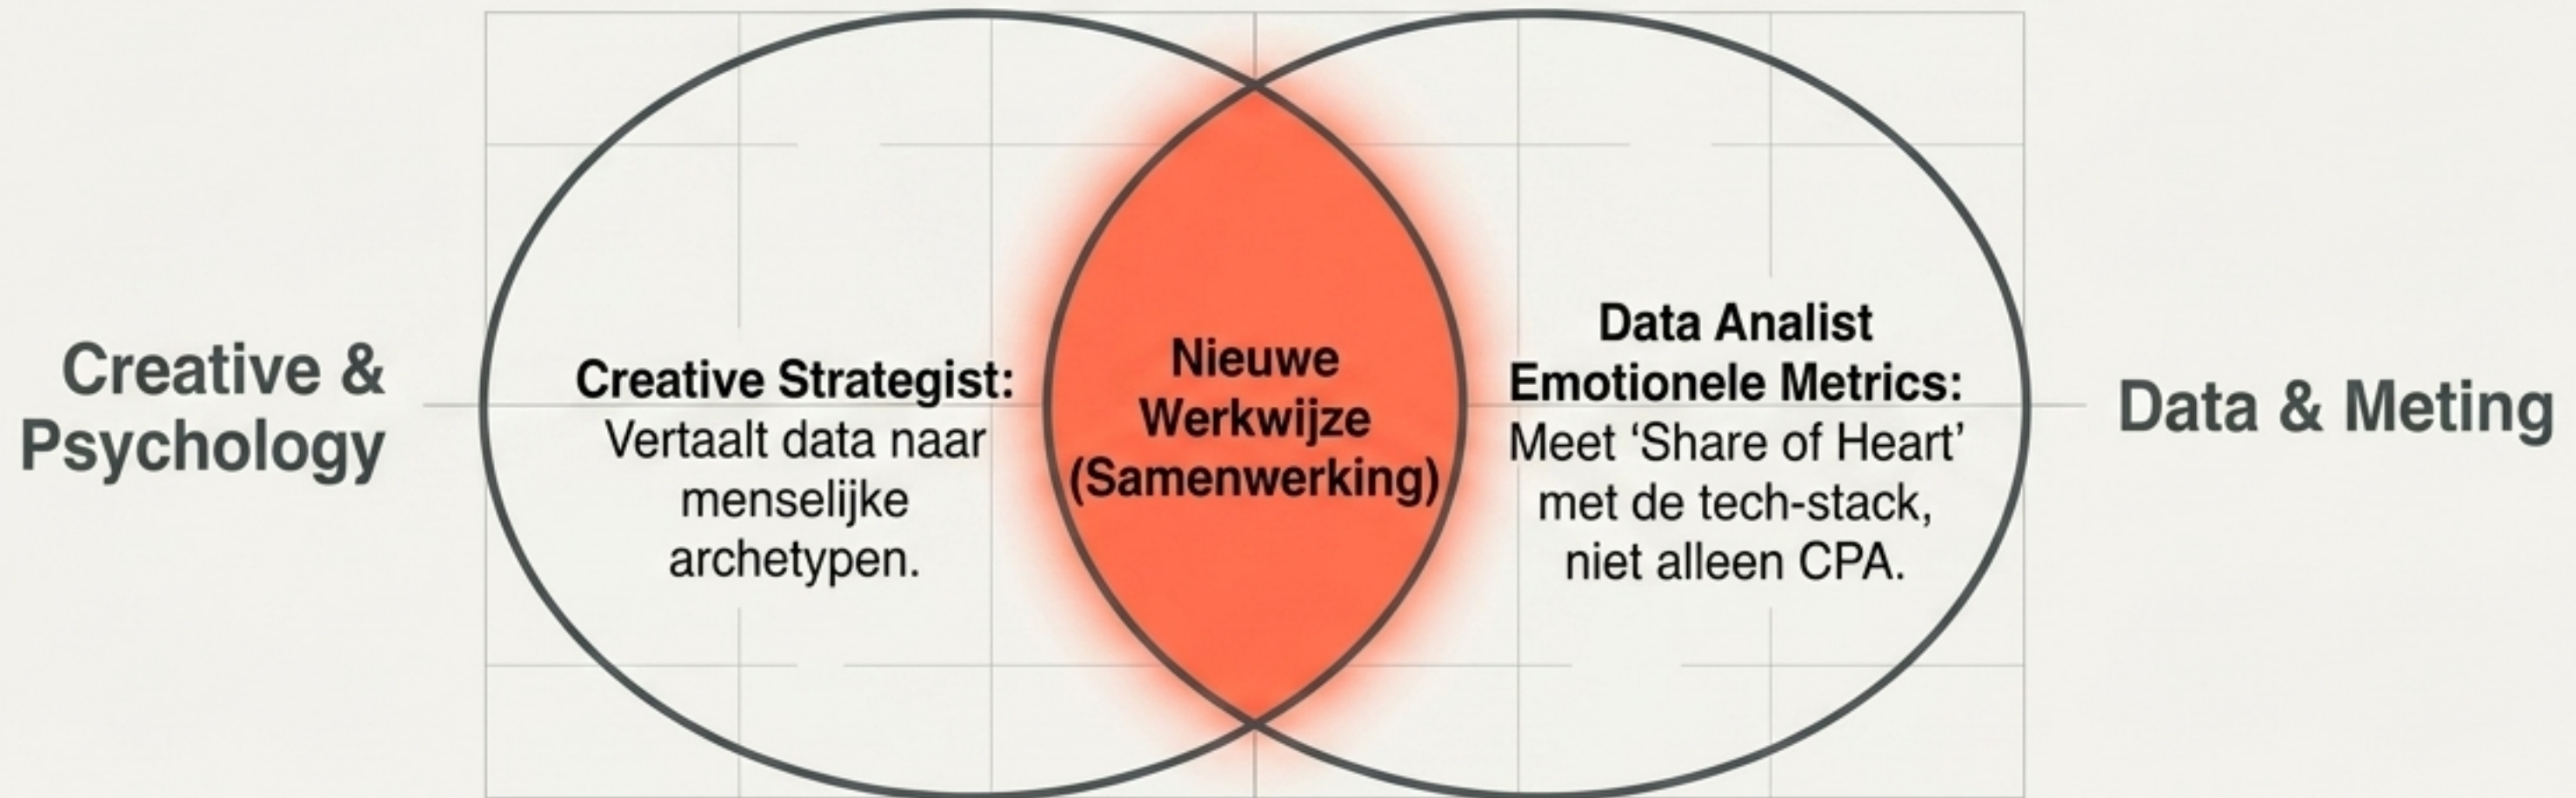 Creative &
Psychology
Creative Strategist:
Vertaalt data naar
menselijke
archetypen.
Nieuwe
Werkwijze
(Samenwerking)
Data Analist
Emotionele Metrics:
Meet ‘Share of Heart’
met de tech-stack,
niet alleen CPA.
Data & Meting